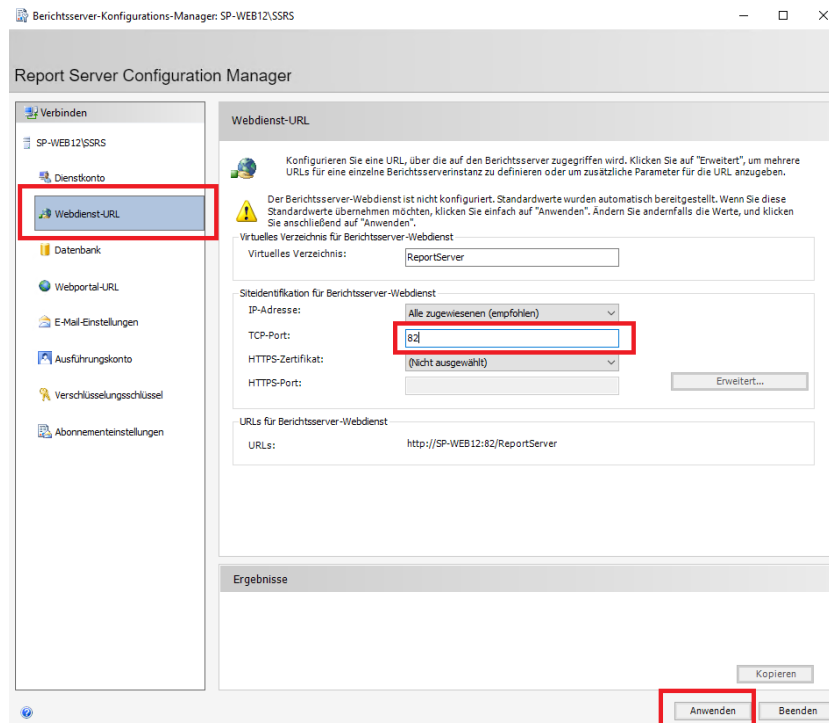 Berichtsserver-Konfigurations-Manager: SP-WEB12\SSRS
Report Server Configuration Manager
Verbinden
SP-WEB12\SSRS
Dienstkonto
Webdienst-URL
Datenbank
Webportal-URL
E-Mail-Einstellungen
Ausführungskonto
Verschlüsselungsschlüssel
Abonnementeinstellungen
Webdienst-URL
Konfigurieren Sie eine URL, über die auf den Berichtsserver zugegriffen wird. Klicken Sie auf "Erweitert", um mehrere
URLs für eine einzelne Berichtsserverinstanz zu definieren oder um zusätzliche Parameter für die URL anzugeben.
Der Berichtsserver-Webdienst ist nicht konfiguriert. Standardwerte wurden automatisch bereitgestellt. Wenn Sie diese
Standardwerte übernehmen möchten, klicken Sie einfach auf "Anwenden". Ändern Sie andernfalls die Werte, und klicken
Sie anschließend auf "Anwenden".
Virtuelles Verzeichnis für Berichtsserver-Webdienst
Virtuelles Verzeichnis: ReportServer
Siteidentifikation für Berichtsserver-Webdienst
IP-Adresse: Alle zugewiesenen (empfohlen)
TCP-Port: 82
HTTPS-Zertifikat: (Nicht ausgewählt)
HTTPS-Port: Erweitert...
URLs für Berichtsserver-Webdienst
URLs: http://SP-WEB12:82/ReportServer
Ergebnisse
Kopieren
Anwenden Beenden